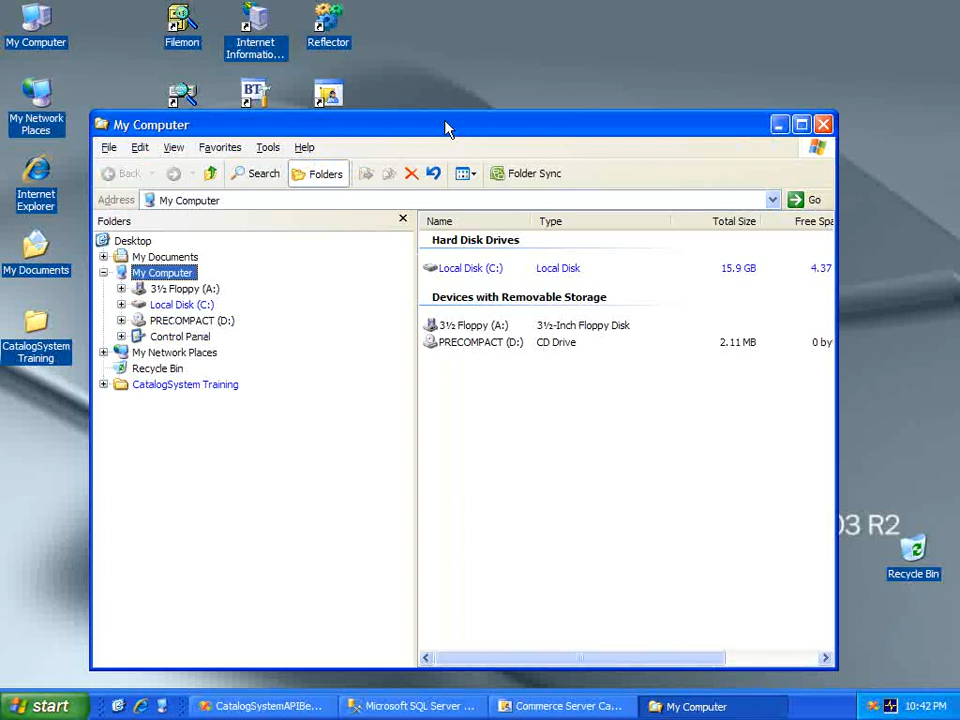 My Computer
Filemon
Internet
Informatio...
Reflector
My Network
Places
BT
Internet
Explorer
My Documents
CatalogSystem
Training
My Computer
File Edit View Favorites Tools Help
Back Search Folders Folder Sync
Address My Computer Go
Folders
Desktop
My Documents
My Computer
3½ Floppy (A:)
Local Disk (C:)
PRECOMPACT (D:)
Control Panel
My Network Places
Recycle Bin
CatalogSystem Training
Name Type Total Size Free Spa
Hard Disk Drives
Local Disk (C:) Local Disk 15.9 GB 4.37
Devices with Removable Storage
3½ Floppy (A:) 3½-Inch Floppy Disk
PRECOMPACT (D:) CD Drive 2.11 MB 0 by
03 R2
Recycle Bin
start CatalogSystemAPIBe... Microsoft SQL Server ... Commerce Server Ca... My Computer 10:42 PM